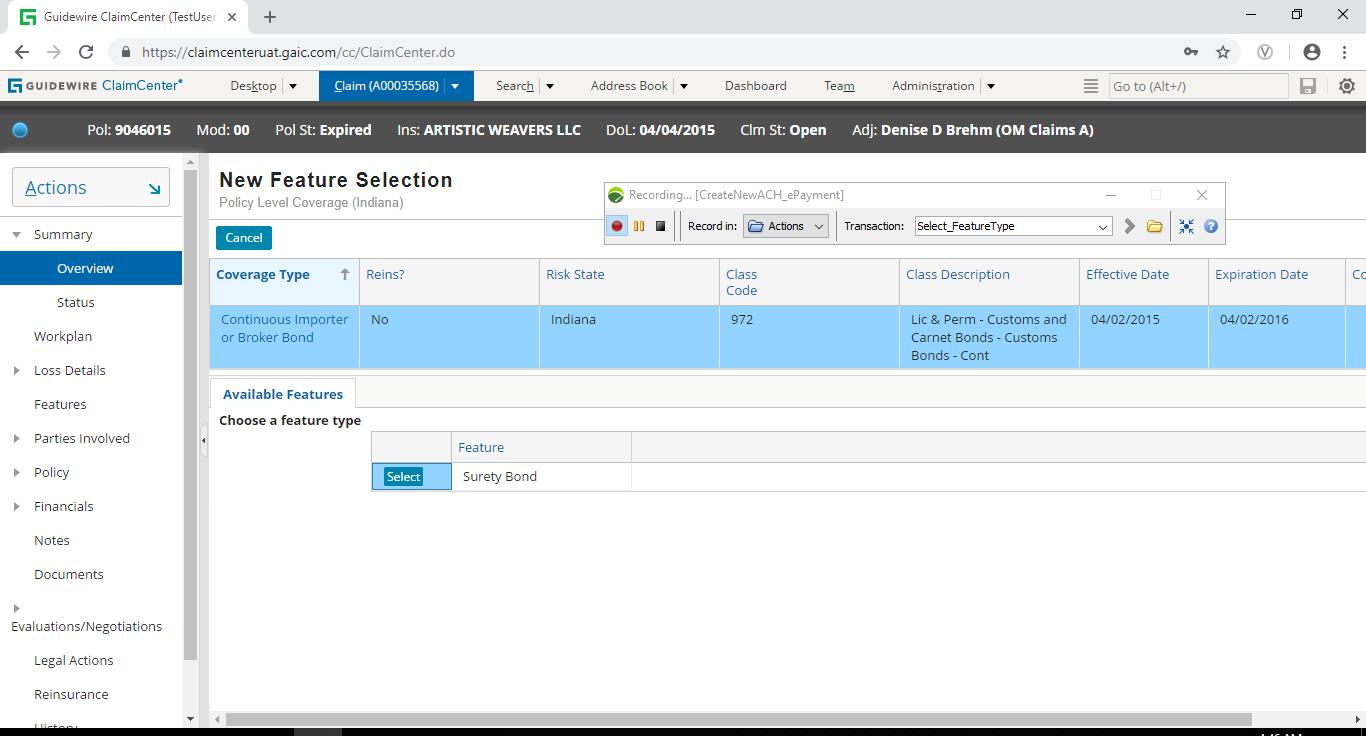 Guidewire ClaimCenter (TestUser
https://claimcenteruat.gaic.com/cc/ClaimCenter.do
GUIDEWIRE ClaimCenter Desktop Claim (A00035568) Search Address Book Dashboard Team Administration Go to (Alt+/)
Pol: 9046015 Mod: 00 Pol St: Expired Ins: ARTISTIC WEAVERS LLC DoL: 04/04/2015 Clm St: Open Adj: Denise D Brehm (OM Claims A)
Actions
Summary
Overview
Status
Workplan
Loss Details
Features
Parties Involved
Policy
Financials
Notes
Documents
Evaluations/Negotiations
Legal Actions
Reinsurance
History
New Feature Selection
Policy Level Coverage (Indiana)
Recording... [CreateNewACH_ePayment]
Record in: Actions Transaction: Select_FeatureType
Cancel
Coverage Type Reins? Risk State Class Code Class Description Effective Date Expiration Date Co
Continuous Importer or Broker Bond No Indiana 972 Lic & Perm - Customs and Carnet Bonds - Customs Bonds - Cont 04/02/2015 04/02/2016
Available Features
Choose a feature type
Feature
Select Surety Bond